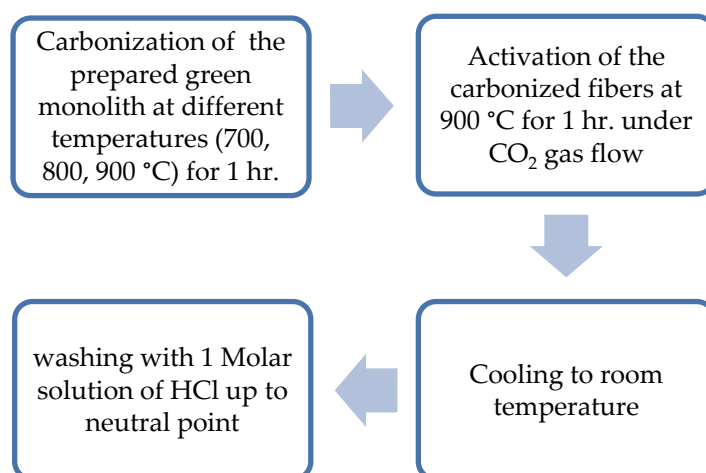 Carbonization of the
prepared green
monolith at different
temperatures (700,
800, 900 °C) for 1 hr.
Activation of the
carbonized fibers at
900 °C for 1 hr. under
CO₂ gas flow
Cooling to room
temperature
washing with 1 Molar
solution of HCl up to
neutral point